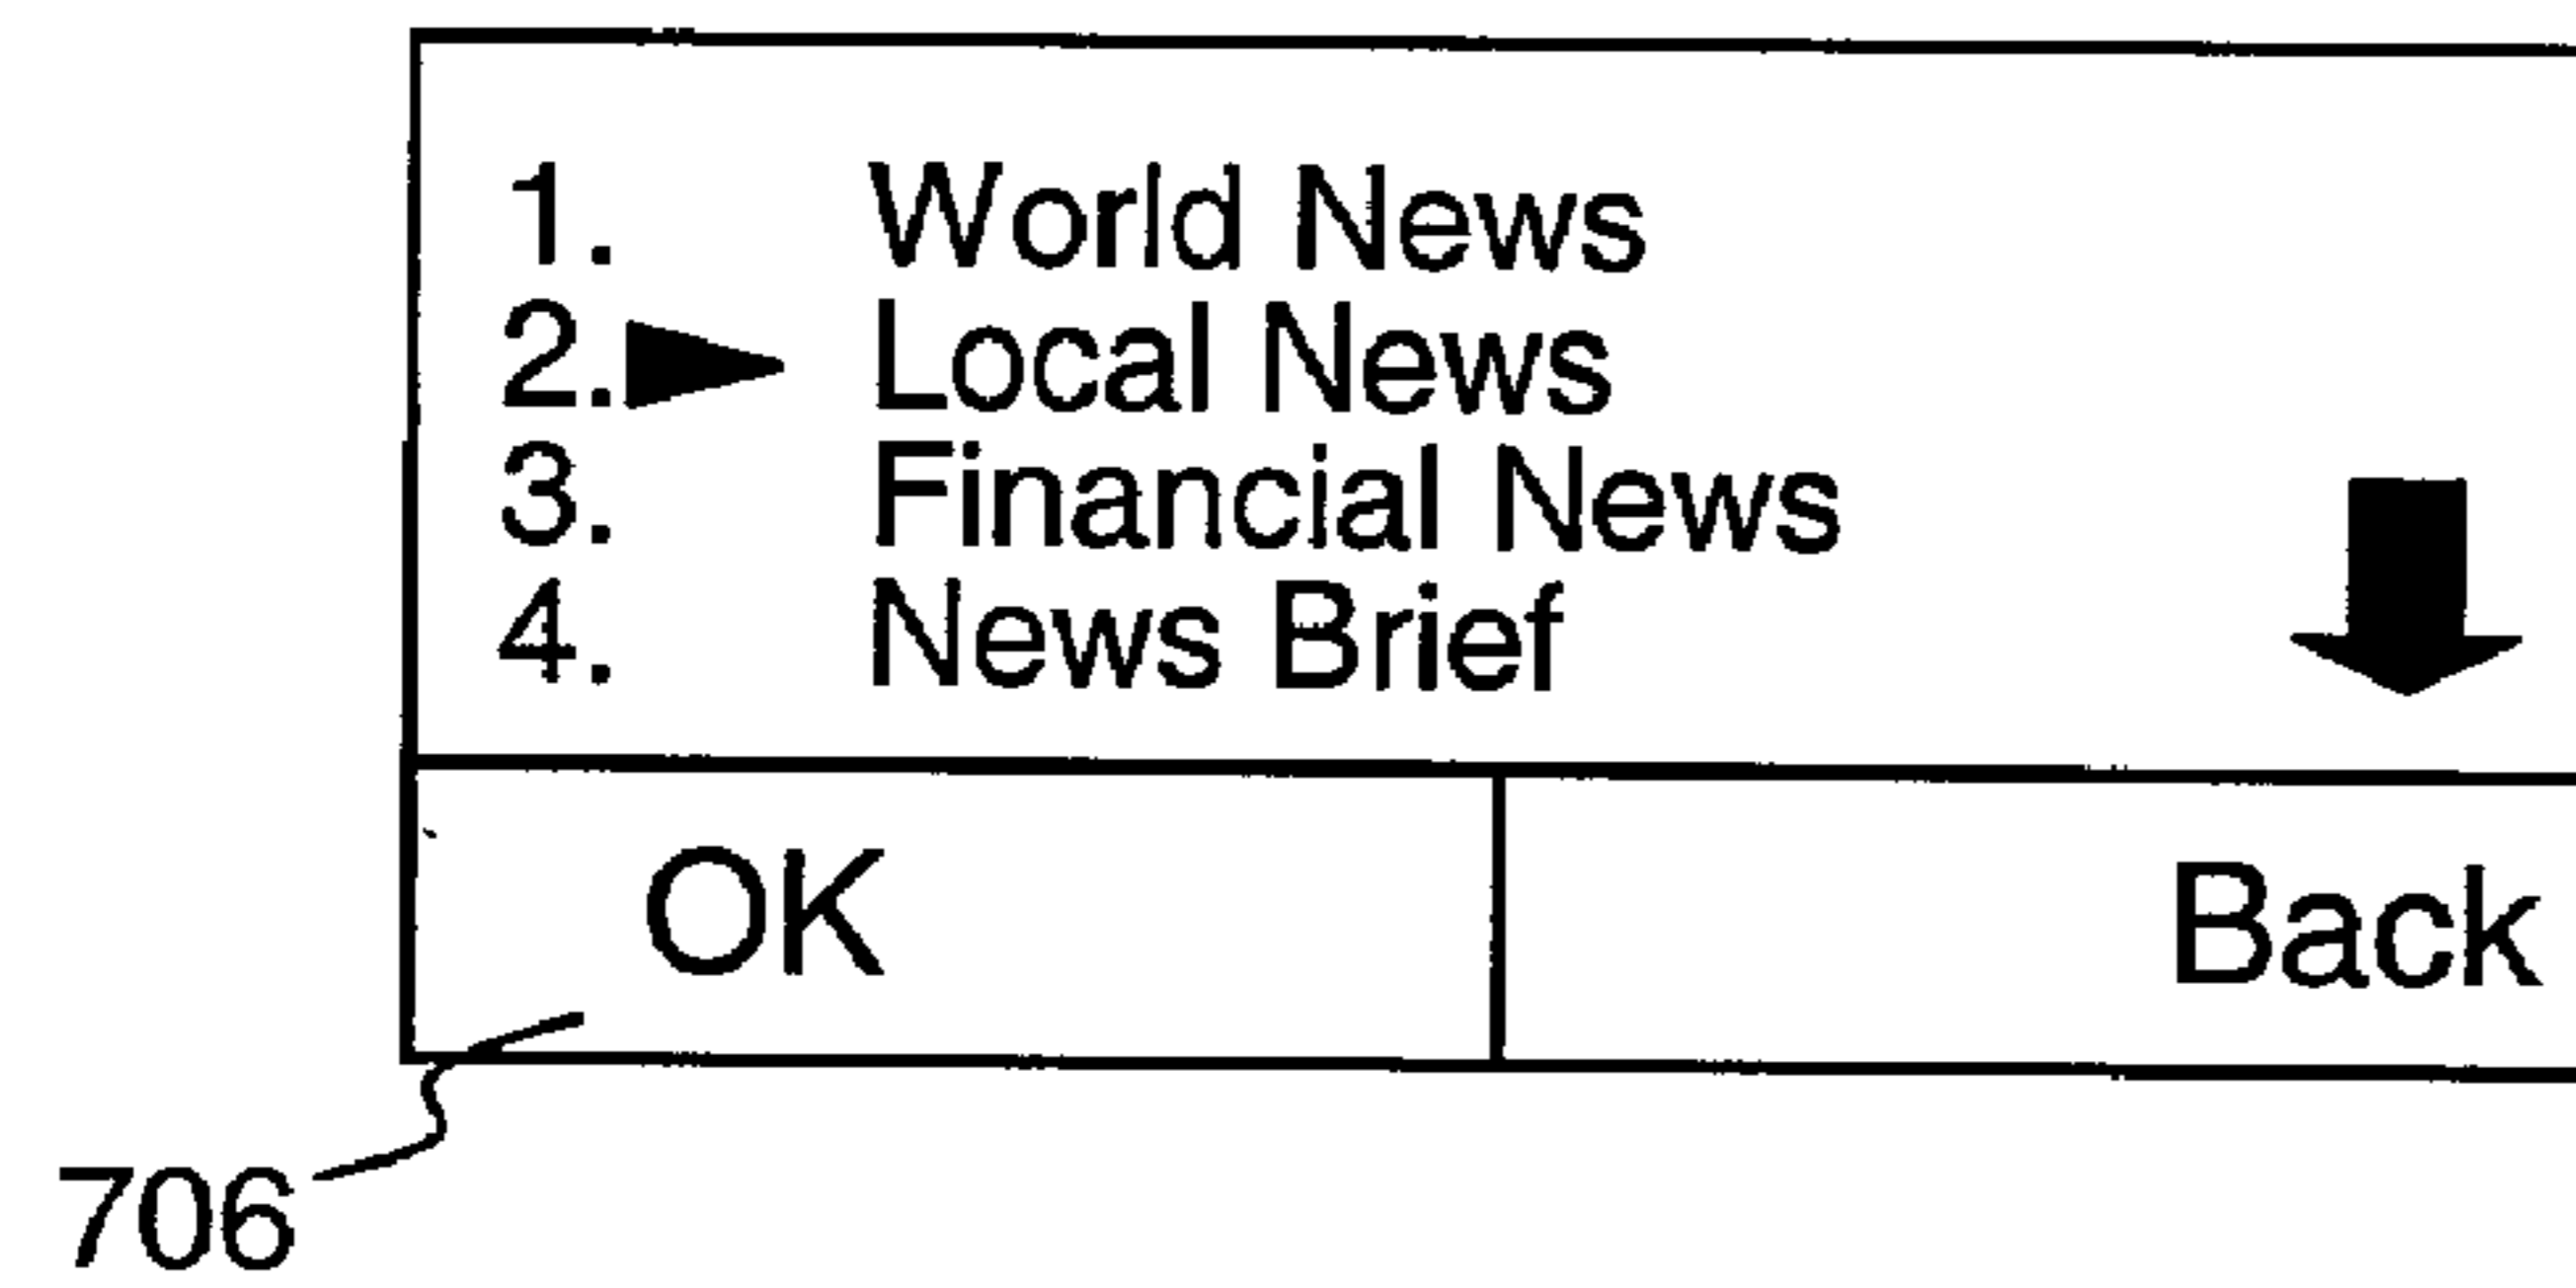 1. World News
2. Local News
3. Financial News
4. News Brief
OK Back
706